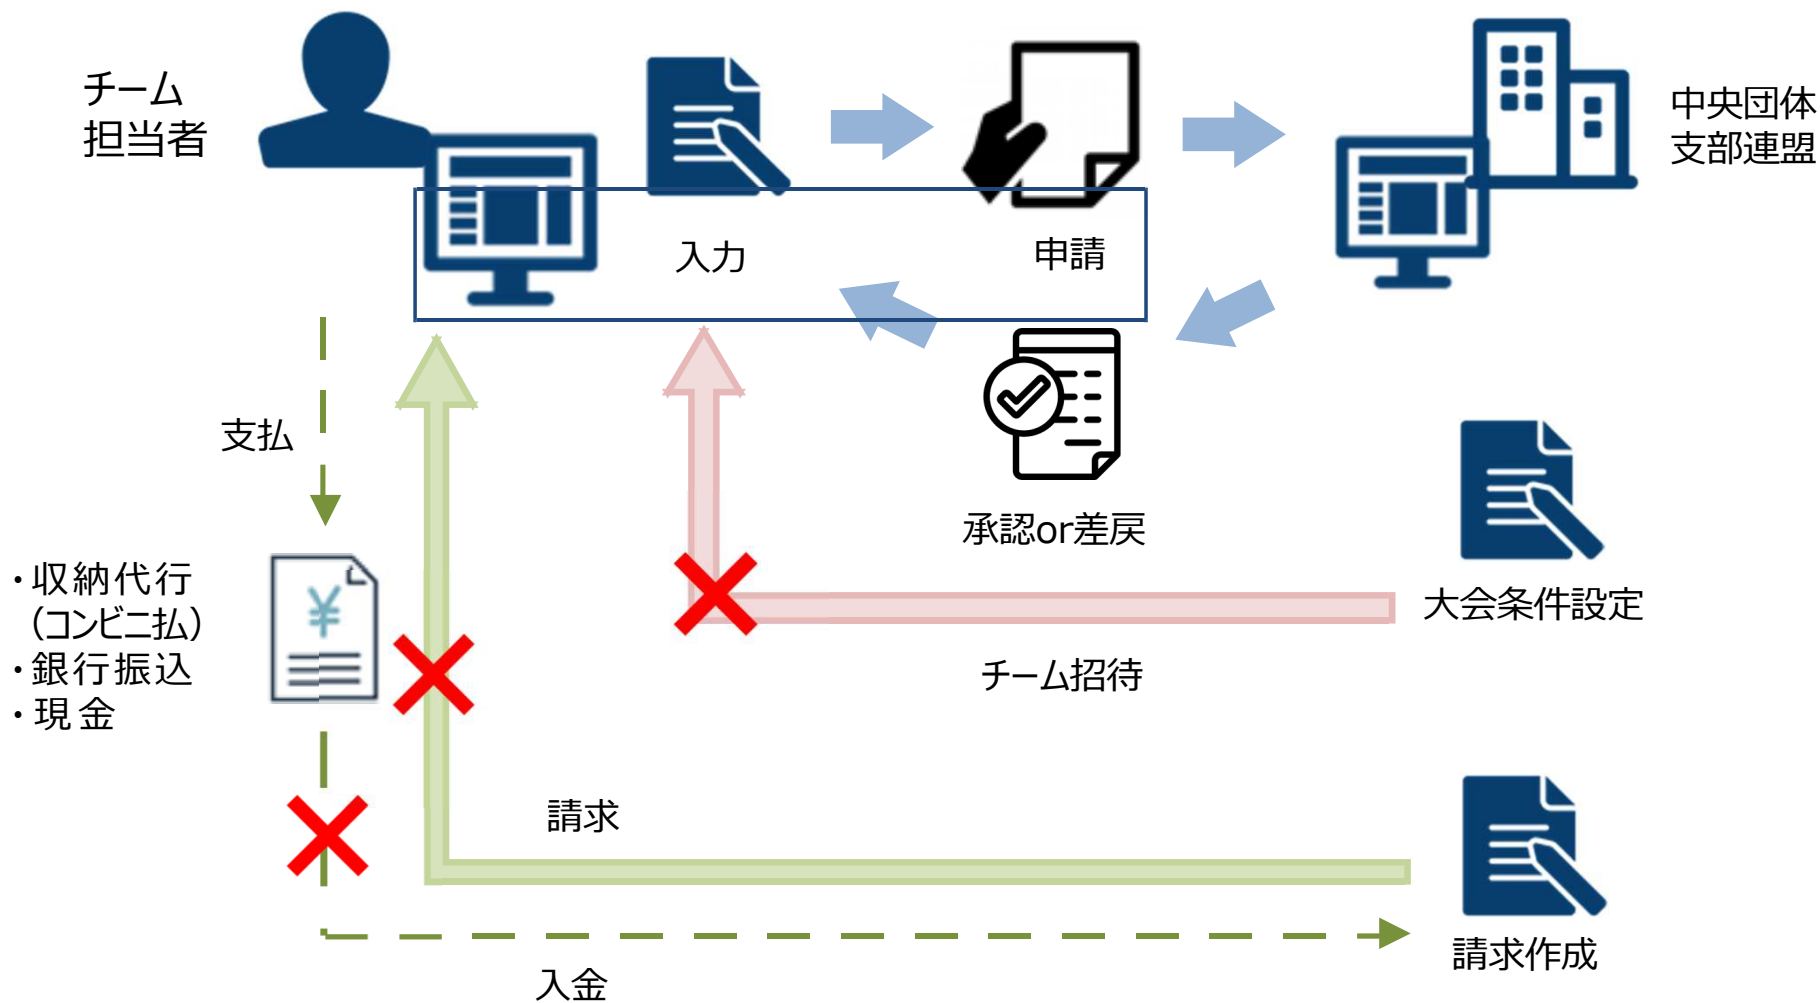 チーム
担当者
中央団体
支部連盟
入力
申請
支払
承認or差戻
・収納代行
（コンビニ払）
・銀行振込
・現金
大会条件設定
チーム招待
請求
¥
請求作成
入金